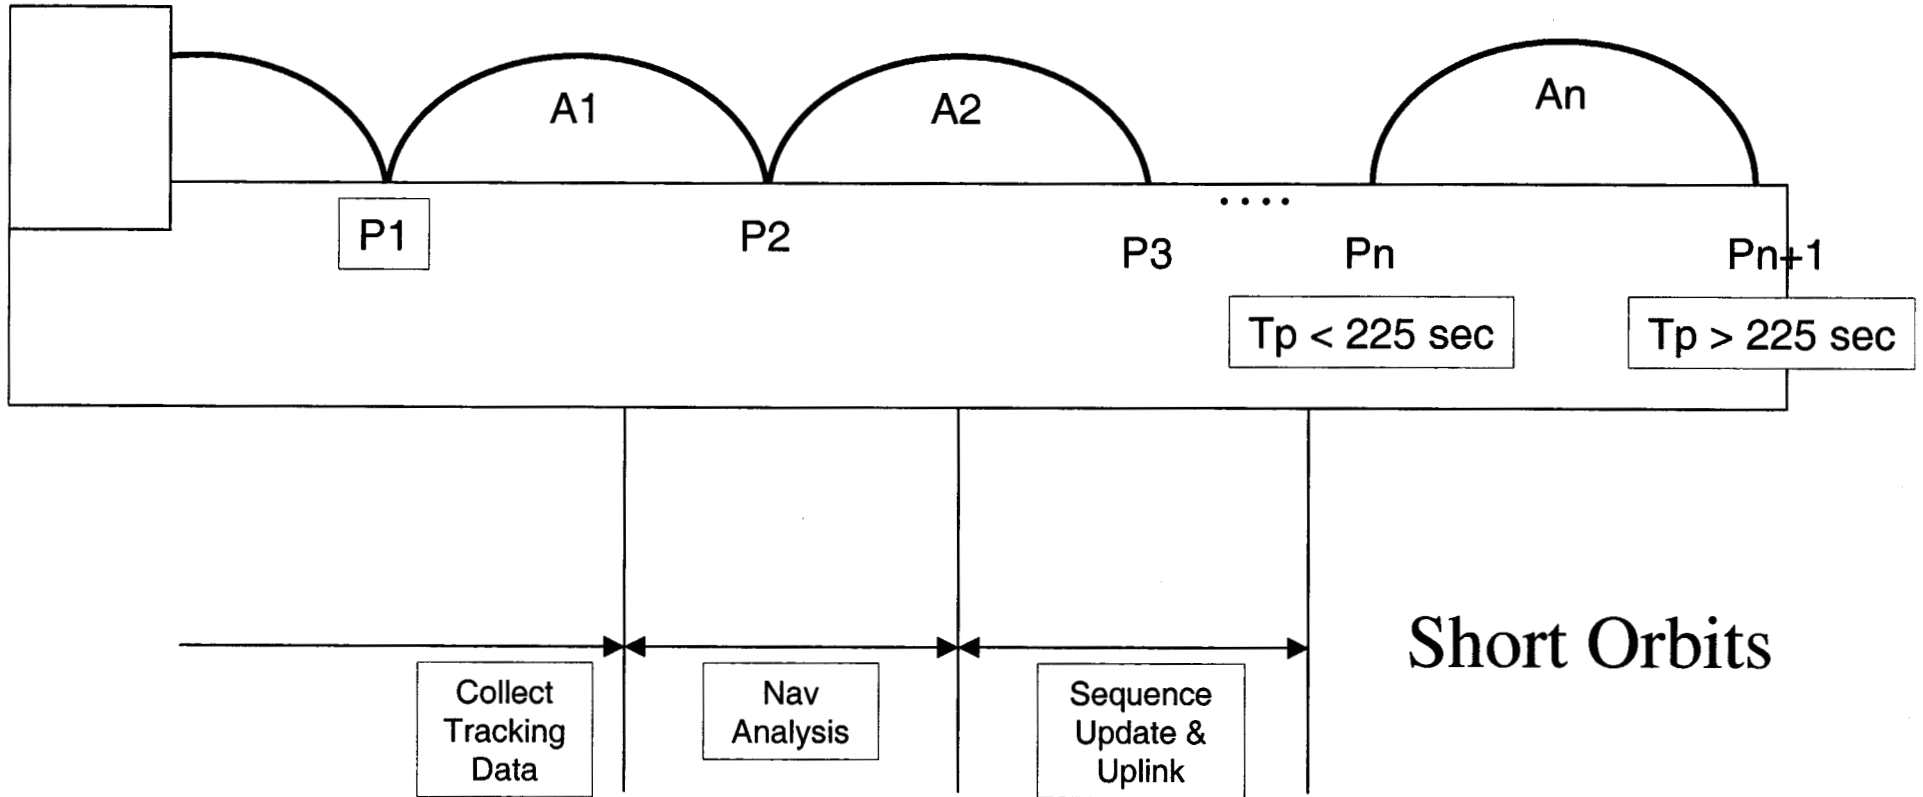 A1
A2
An
P1
P2
P3
....
Pn
Pn+1
Tp < 225 sec
Tp > 225 sec
Short Orbits
Collect
Tracking
Data
Nav
Analysis
Sequence
Update &
Uplink